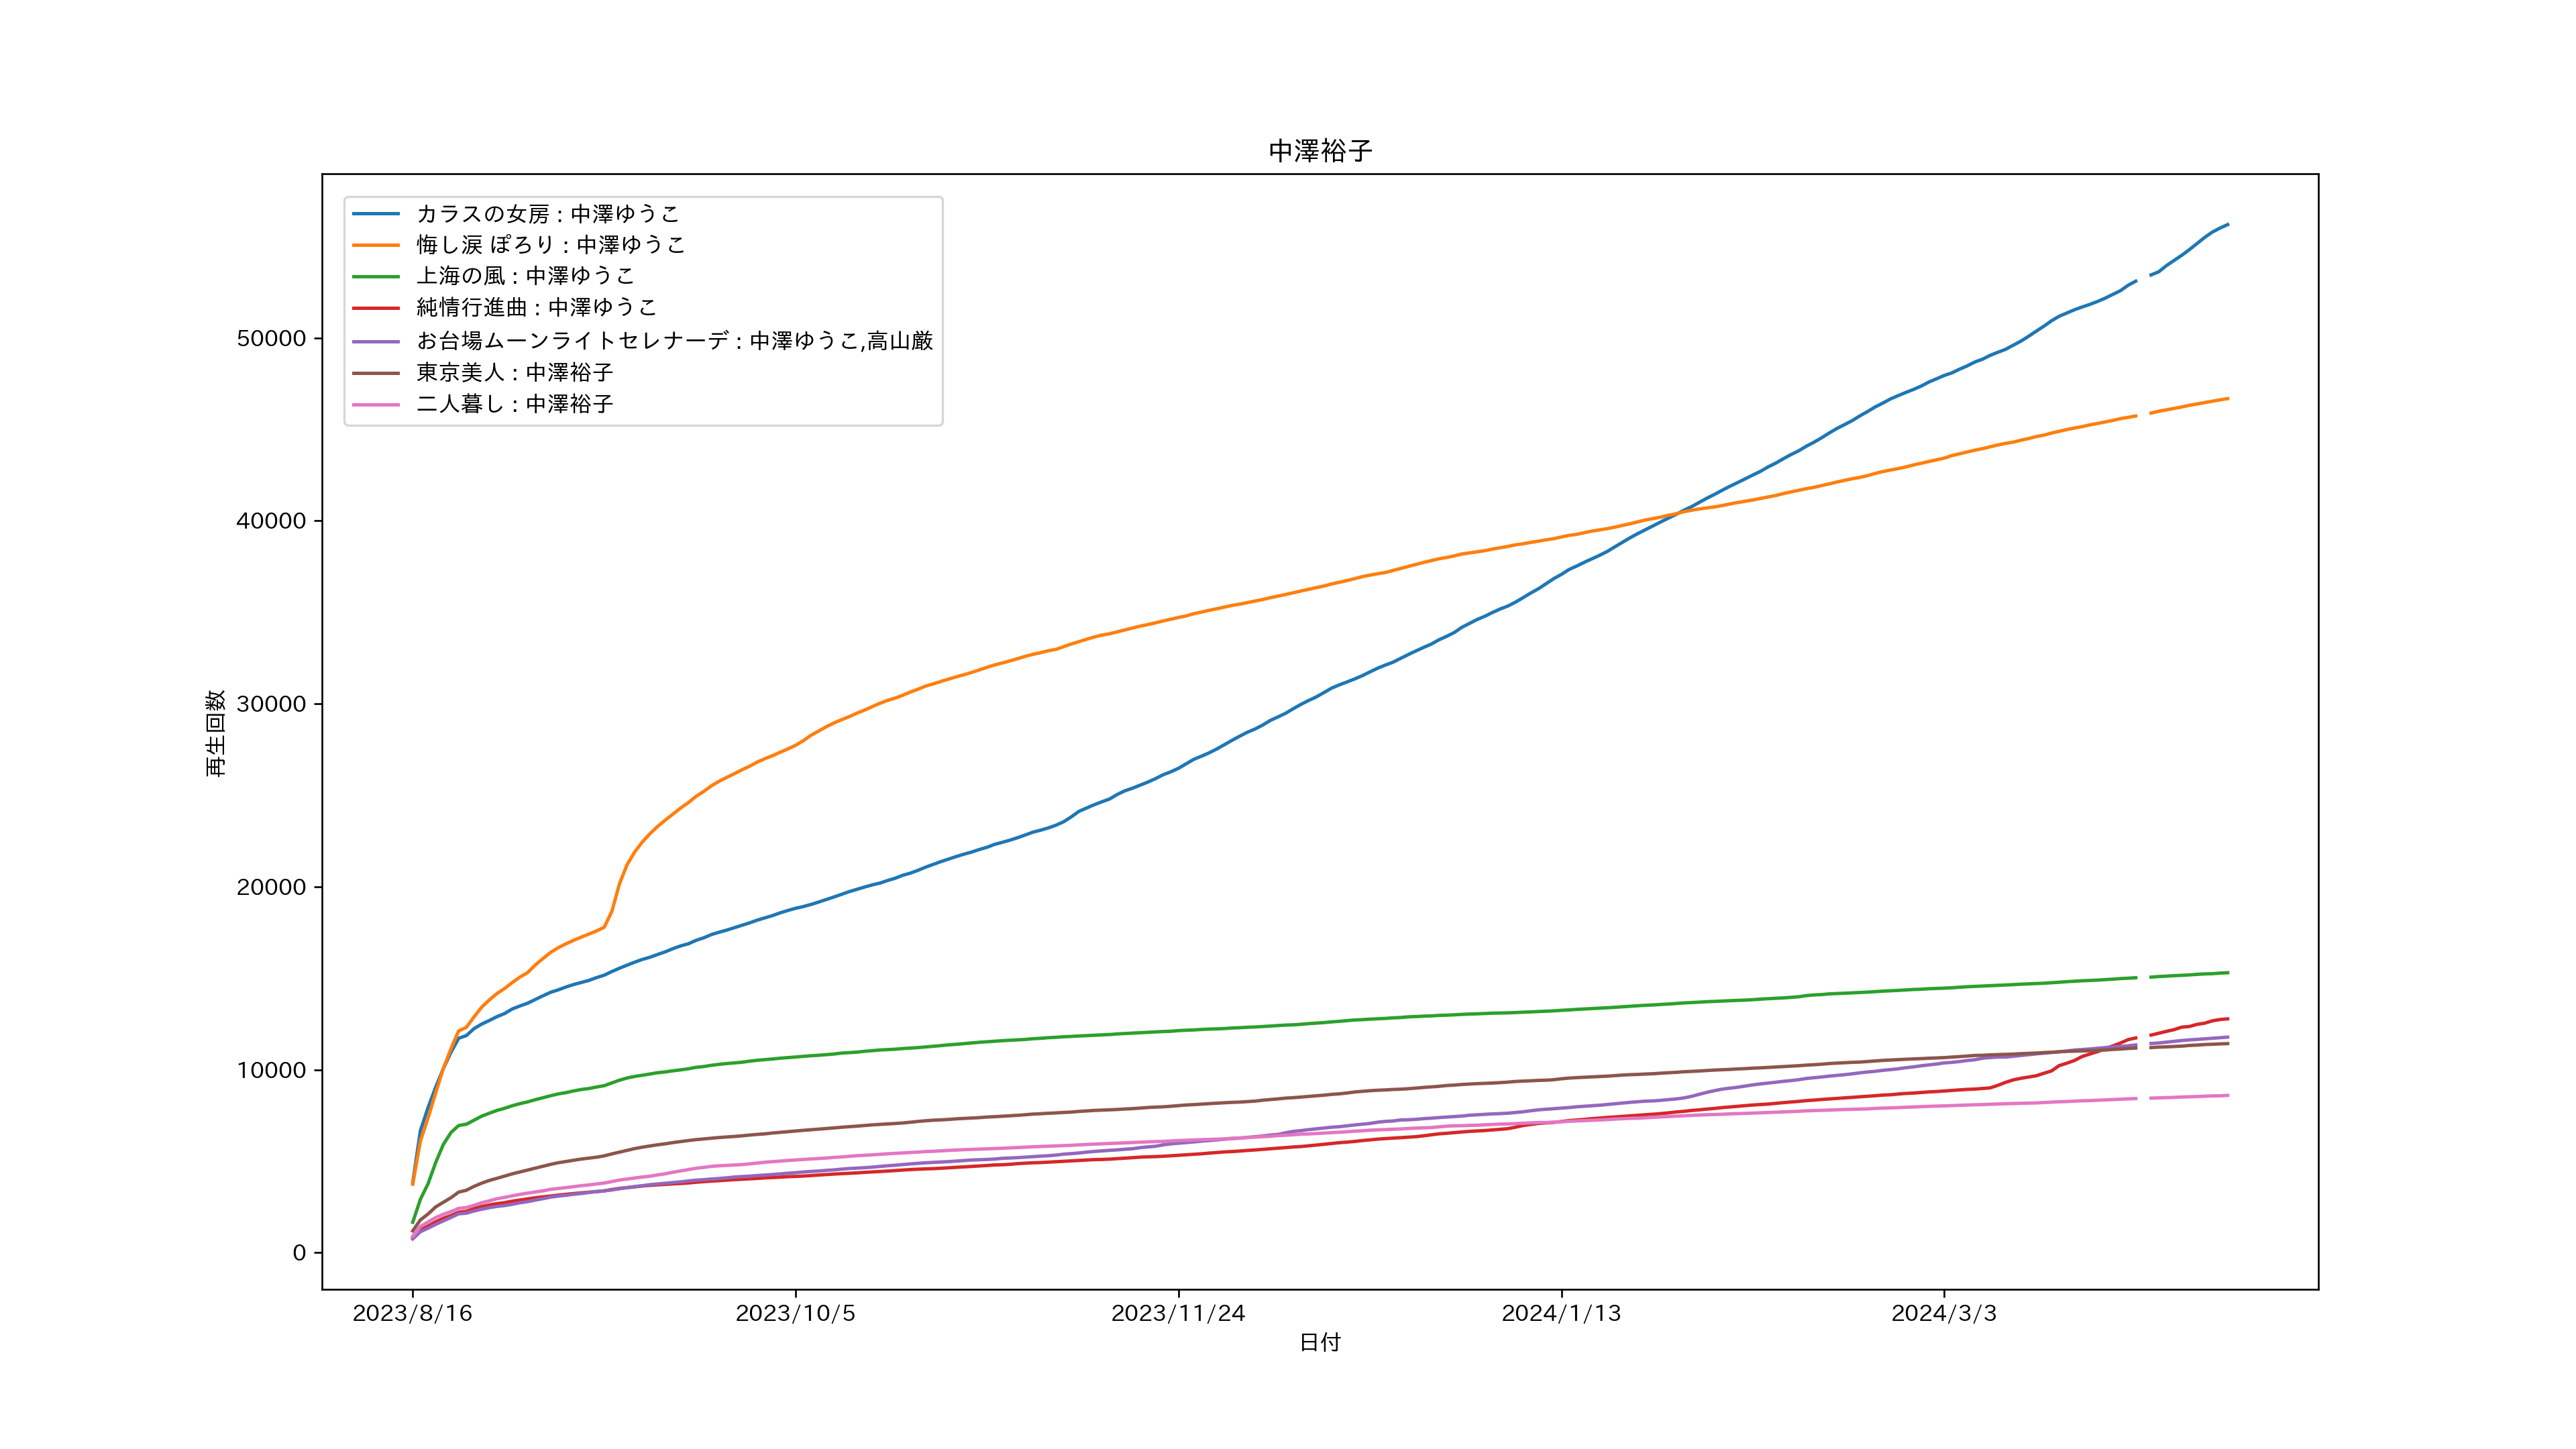 中澤裕子
カラスの女房 : 中澤ゆうこ
悔し涙 ぽろり : 中澤ゆうこ
上海の風 : 中澤ゆうこ
純情行進曲 : 中澤ゆうこ
お台場ムーンライトセレナーデ : 中澤ゆうこ,高山厳
東京美人 : 中澤裕子
二人暮し : 中澤裕子
再生回数
50000
40000
30000
20000
10000
0
2023/8/16
2023/10/5
2023/11/24
2024/1/13
2024/3/3
日付